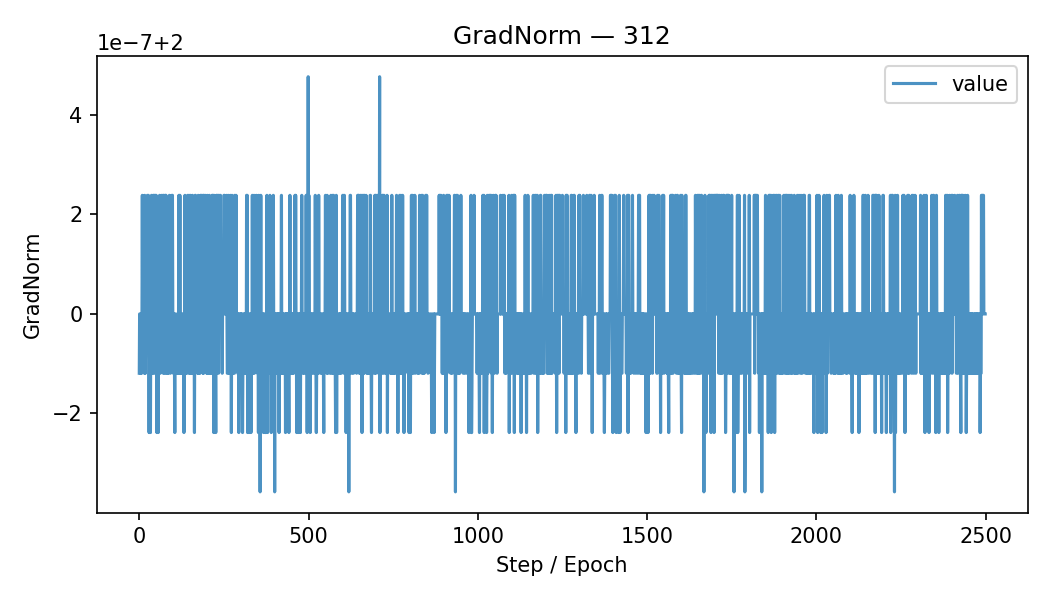 GradNorm — 312
1e−7+2
value
4
2
0
−2
GradNorm
0
500
1000
1500
2000
2500
Step / Epoch